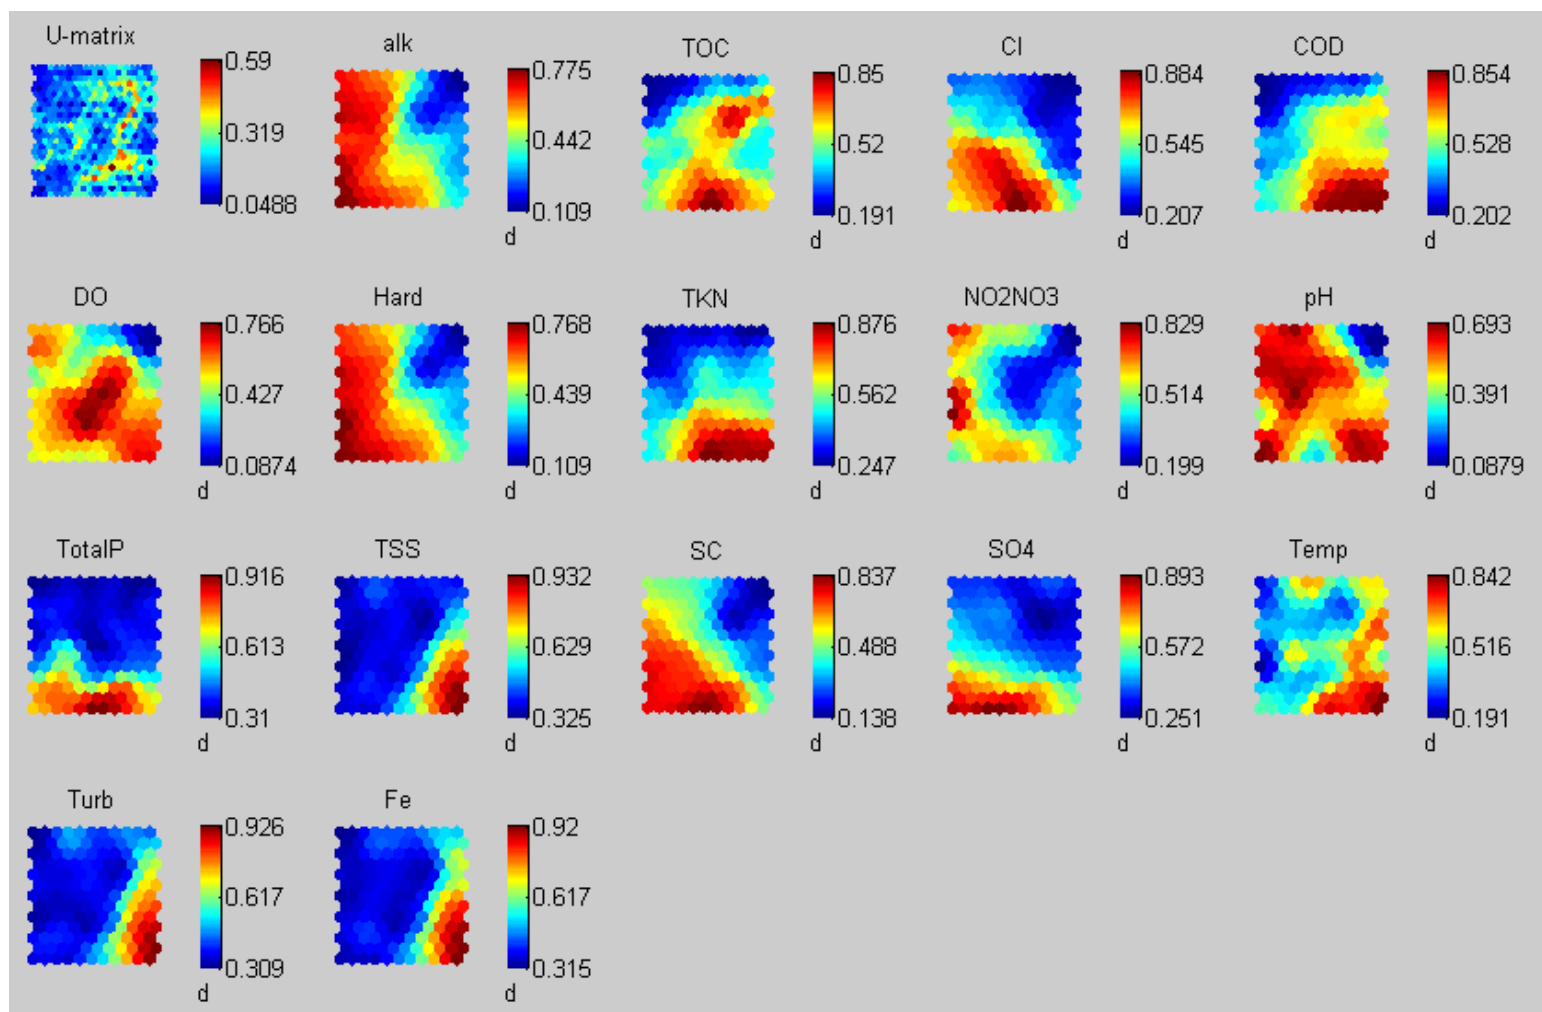 U-matrix
0.59
0.319
0.0488
alk
0.775
0.442
0.109
d
TOC
0.85
0.52
0.191
d
Cl
0.884
0.545
0.207
d
COD
0.854
0.528
0.202
d
DO
0.766
0.427
0.0874
d
Hard
0.768
0.439
0.109
d
TKN
0.876
0.562
0.247
d
NO2NO3
0.829
0.514
0.199
d
pH
0.693
0.391
0.0879
d
TotalP
0.916
0.613
0.31
d
TSS
0.932
0.629
0.325
d
SC
0.837
0.488
0.138
d
SO4
0.893
0.572
0.251
d
Temp
0.842
0.516
0.191
d
Turb
0.926
0.617
0.309
d
Fe
0.92
0.617
0.315
d